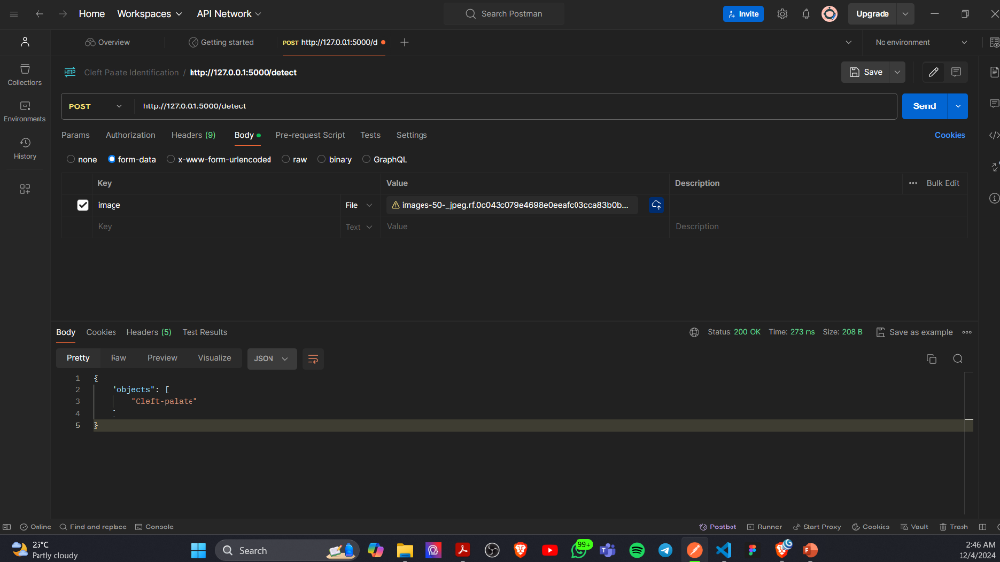 Home Workspaces API Network Search Postman Invite Upgrade
Overview Getting started POST http://127.0.0.1:5000/d No environment
Cleft Palate Identification / http://127.0.0.1:5000/detect Save
Collections
POST http://127.0.0.1:5000/detect Send
Environments
Params Authorization Headers (9) Body Pre-request Script Tests Settings Cookies
History
none form-data x-www-form-urlencoded raw binary GraphQL
Key Value Description Bulk Edit
image File images-50-_jpeg.rf.0c043c079e4698e0eeafc03cca83b0b...
Key Text Value Description
Body Cookies Headers (5) Test Results Status: 200 OK Time: 273 ms Size: 208 B Save as example
Pretty Raw Preview Visualize JSON
1 {
2 "objects": [
3 "Cleft-palate"
4 ]
5 }
Online Find and replace Console Postbot Runner Start Proxy Cookies Vault Trash
25°C
Partly cloudy
Search
99+
2:46 AM
12/4/2024